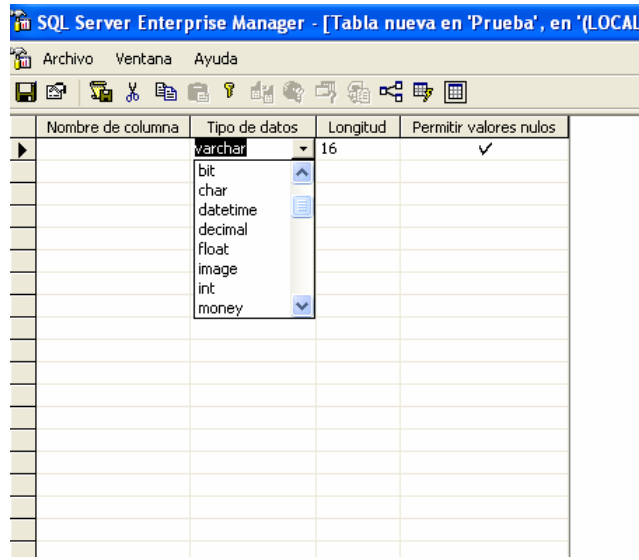 SQL Server Enterprise Manager - [Tabla nueva en 'Prueba', en '(LOCAL
Archivo Ventana Ayuda
Nombre de columna Tipo de datos Longitud Permitir valores nulos
varchar 16
bit
char
datetime
decimal
float
image
int
money